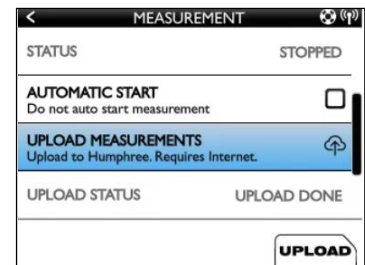 < MEASUREMENT
STATUS STOPPED
AUTOMATIC START
Do not auto start measurement
UPLOAD MEASUREMENTS
Upload to Humphree. Requires Internet.
UPLOAD STATUS UPLOAD DONE
UPLOAD